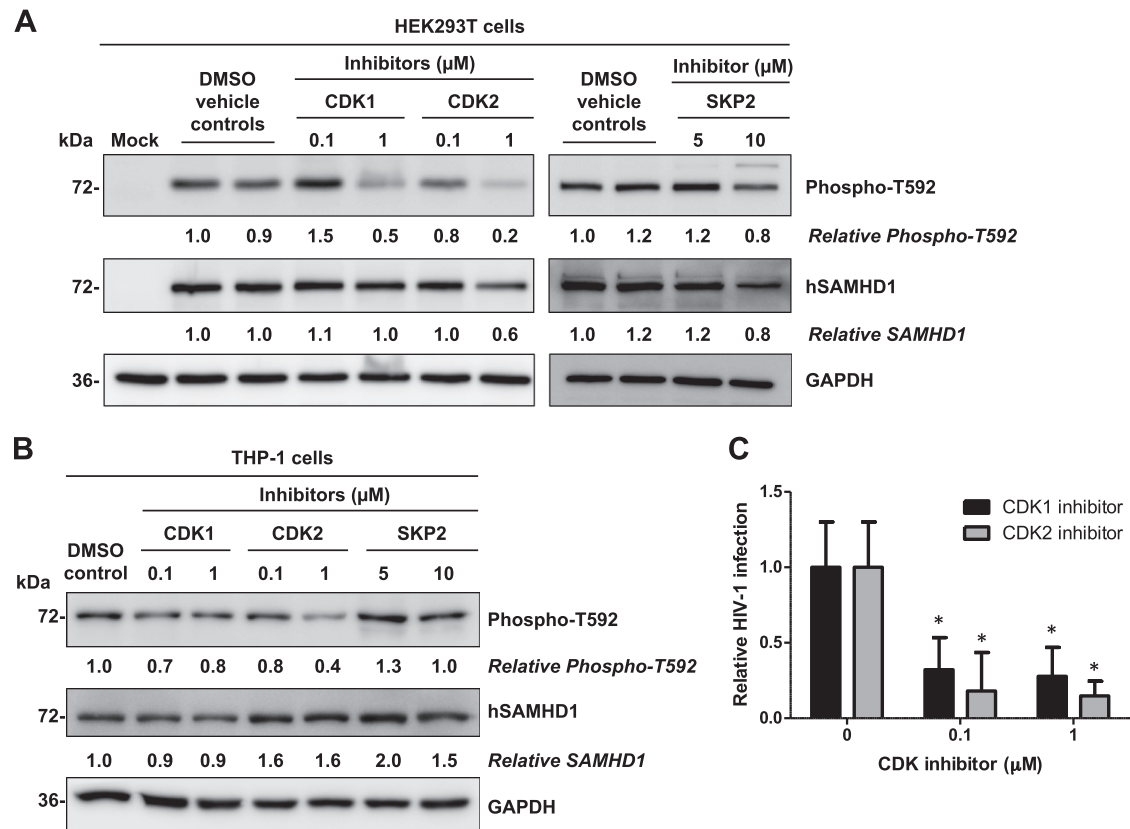 A
HEK293T cells
Inhibitors (µM)
Inhibitor (µM)
DMSO vehicle controls
CDK1
CDK2
DMSO vehicle controls
SKP2
kDa Mock 0.1 1 0.1 1 5 10
72- Phospho-T592
1.0 0.9 1.5 0.5 0.8 0.2 1.0 1.2 1.2 0.8 Relative Phospho-T592
72- hSAMHD1
1.0 1.0 1.1 1.0 1.0 0.6 1.0 1.2 1.2 0.8 Relative SAMHD1
36- GAPDH
B
THP-1 cells
Inhibitors (µM)
DMSO control
CDK1 CDK2 SKP2
kDa 0.1 1 0.1 1 5 10
72- Phospho-T592
1.0 0.7 0.8 0.8 0.4 1.3 1.0 Relative Phospho-T592
72- hSAMHD1
1.0 0.9 0.9 1.6 1.6 2.0 1.5 Relative SAMHD1
36- GAPDH
C
Relative HIV-1 infection
1.5
1.0
0.5
0.0
CDK1 inhibitor
CDK2 inhibitor
* * * *
0 0.1 1
CDK inhibitor (µM)